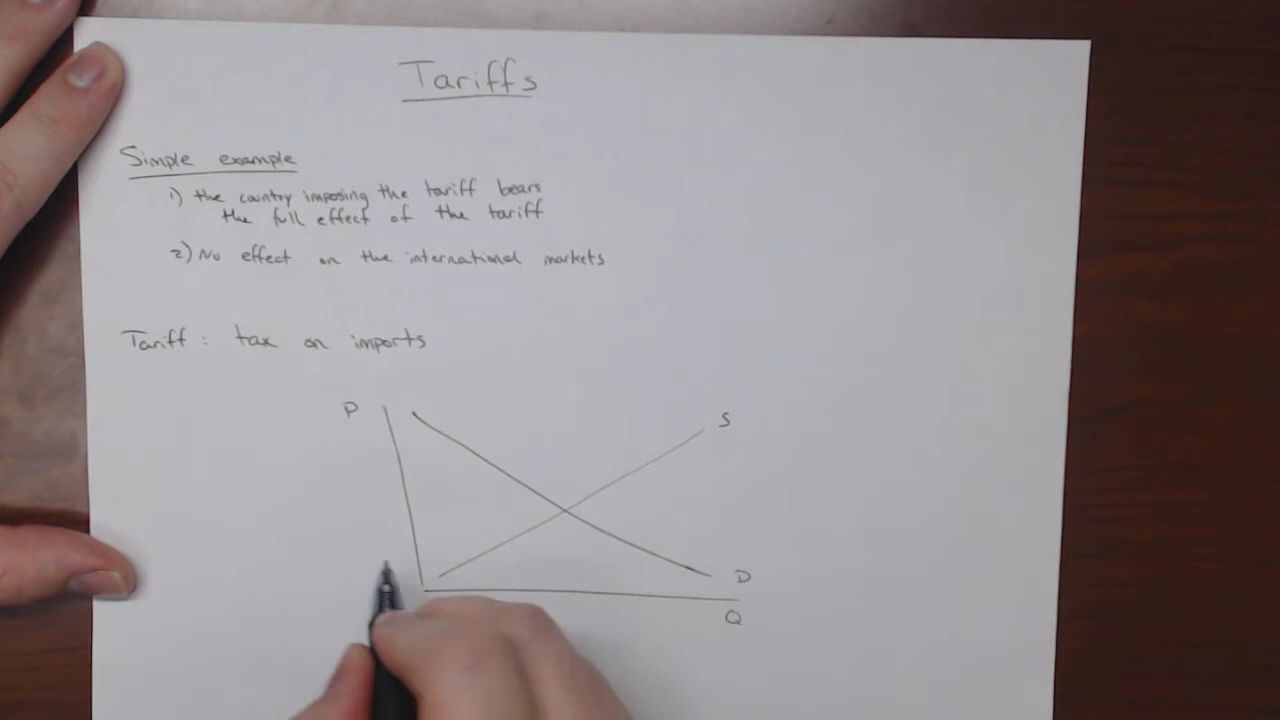 Tariffs
Simple example
1) the country imposing the tariff bears
the full effect of the tariff
2) No effect on the international markets
Tariff : tax on imports
P
S
D
Q